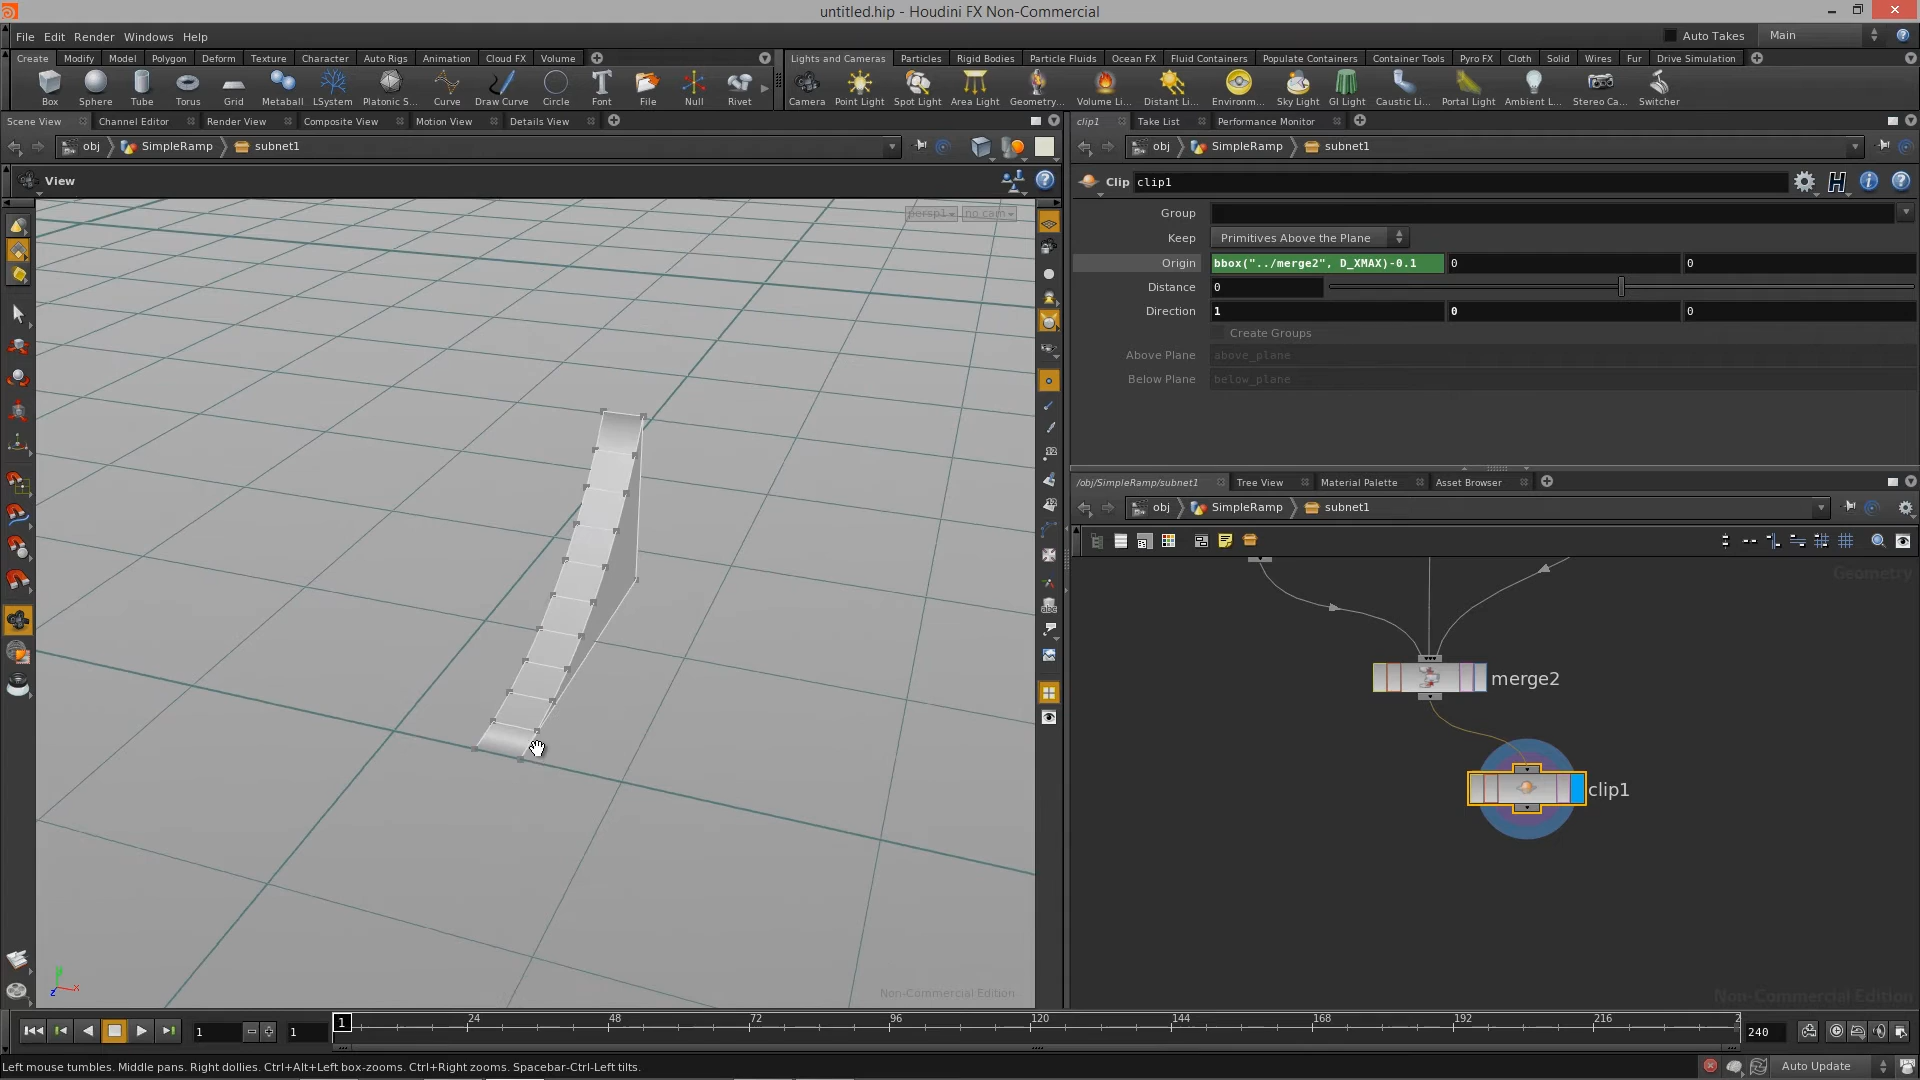 untitled.hip - Houdini FX Non-Commercial
File Edit Render Windows Help
Auto Takes Main
Create Modify Model Polygon Deform Texture Character Auto Rigs Animation Cloud FX Volume
Lights and Cameras Particles Rigid Bodies Particle Fluids Ocean FX Fluid Containers Populate Containers Container Tools Pyro FX Cloth Solid Wires Fur Drive Simulation
Box Sphere Tube Torus Grid Metaball LSystem Platonic S... Curve Draw Curve Circle Font File Null Rivet
Camera Point Light Spot Light Area Light Geometry... Volume Li... Distant Li... Environm... Sky Light GI Light Caustic Li... Portal Light Ambient L... Stereo Ca... Switcher
Scene View Channel Editor Render View Composite View Motion View Details View
clip1 Take List Performance Monitor
obj SimpleRamp subnet1
obj SimpleRamp subnet1
View
persp1 no cam
Clip clip1
Group
Keep Primitives Above the Plane
Origin bbox("../merge2", D_XMAX)-0.1 0 0
Distance 0
Direction 1 0 0
Create Groups
Above Plane above_plane
Below Plane below_plane
/obj/SimpleRamp/subnet1 Tree View Material Palette Asset Browser
obj SimpleRamp subnet1
Geometry
merge2
clip1
Non-Commercial Edition
Non-Commercial Edition
y x z
1 1 1 24 48 72 96 120 144 168 192 216 2 240
Left mouse tumbles. Middle pans. Right dollies. Ctrl+Alt+Left box-zooms. Ctrl+Right zooms. Spacebar-Ctrl-Left tilts.
Auto Update